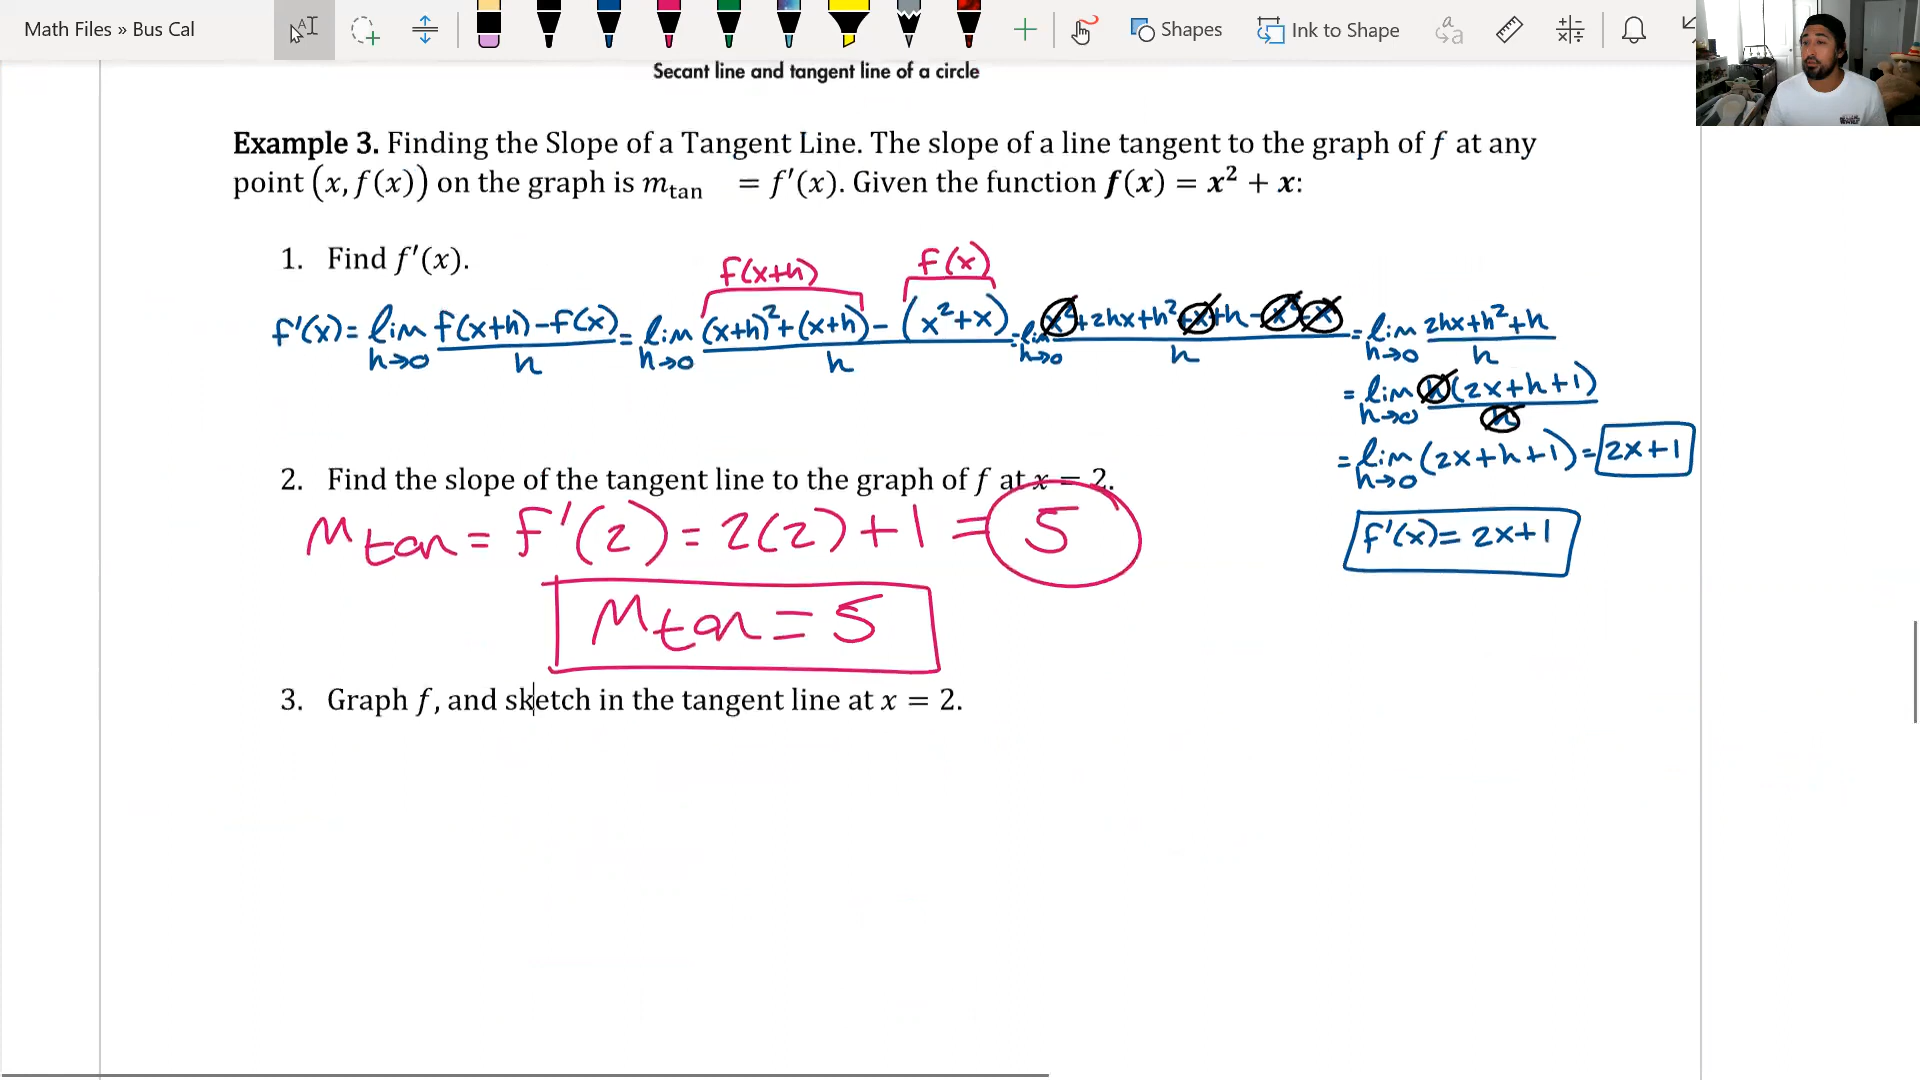 Math Files » Bus Cal
Shapes
Ink to Shape
Secant line and tangent line of a circle
Example 3. Finding the Slope of a Tangent Line. The slope of a line tangent to the graph of f at any
point (x, f(x)) on the graph is m_tan = f′(x). Given the function f(x) = x² + x:
1. Find f′(x).
f(x+h) f(x)
f'(x) = lim h→0 (f(x+h) - f(x))/h = lim h→0 ((x+h)² + (x+h) - (x²+x))/h = lim h→0 (x² + 2hx + h² + x + h - x² - x)/h = lim h→0 (2hx + h² + h)/h
= lim h→0 h(2x+h+1)/h
= lim h→0 (2x+h+1) = 2x+1
2. Find the slope of the tangent line to the graph of f at x = 2.
m_tan = f'(2) = 2(2) + 1 = 5
f'(x) = 2x+1
m_tan = 5
3. Graph f, and sketch in the tangent line at x = 2.